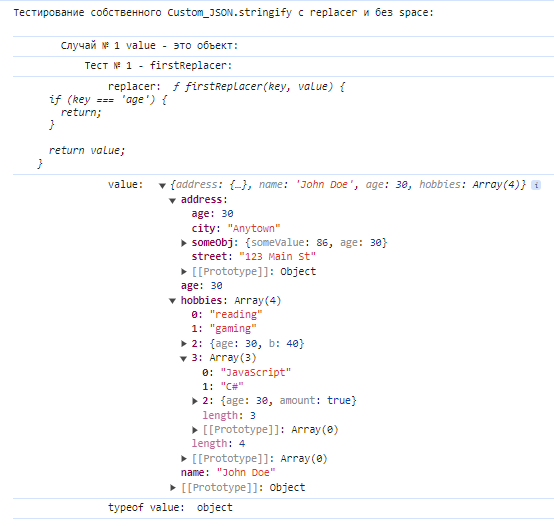 Тестирование собственного Custom_JSON.stringify с replacer и без space:
Случай № 1 value - это объект:
Тест № 1 - firstReplacer:
replacer:  ƒ firstReplacer(key, value) {
if (key === 'age') {
return;
}
return value;
}
value:  ▼ {address: {…}, name: 'John Doe', age: 30, hobbies: Array(4)} i
▼ address:
age: 30
city: "Anytown"
▶ someObj: {someValue: 86, age: 30}
street: "123 Main St"
▶ [[Prototype]]: Object
age: 30
▼ hobbies: Array(4)
0: "reading"
1: "gaming"
▶ 2: {age: 30, b: 40}
▼ 3: Array(3)
0: "JavaScript"
1: "C#"
▶ 2: {age: 30, amount: true}
length: 3
▶ [[Prototype]]: Array(0)
length: 4
▶ [[Prototype]]: Array(0)
name: "John Doe"
▶ [[Prototype]]: Object
typeof value:  object